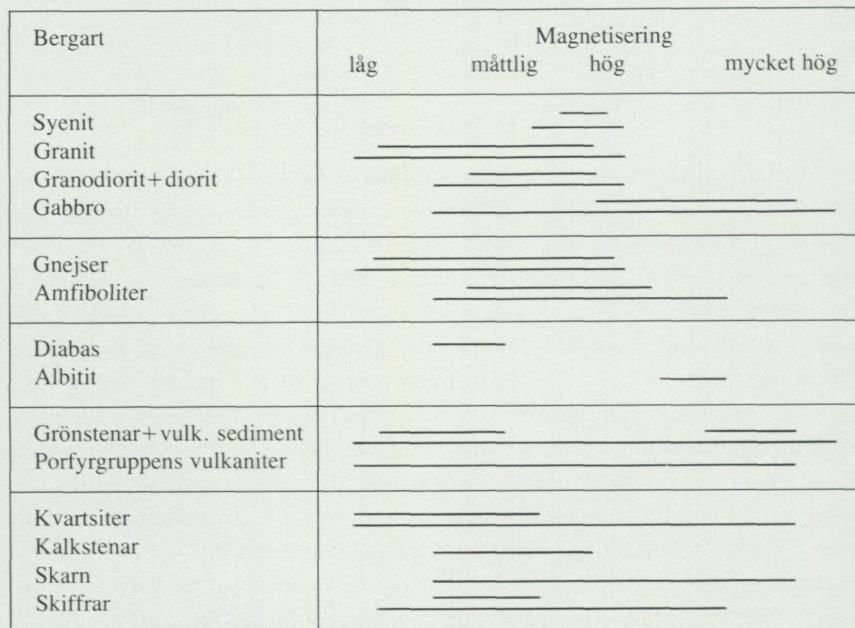 Bergart Magnetisering
låg måttlig hög mycket hög
Syenit
Granit
Granodiorit+diorit
Gabbro
Gnejser
Amfiboliter
Diabas
Albitit
Grönstenar+vulk. sediment
Porfyrgruppens vulkaniter
Kvartsiter
Kalkstenar
Skarn
Skiffrar